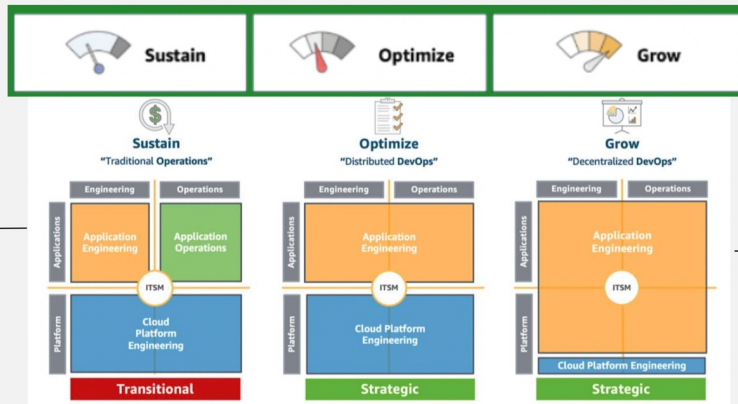 Sustain
Optimize
Grow
Sustain
"Traditional Operations"
Engineering
Operations
Applications
Application
Engineering
Application
Operations
ITSM
Platform
Cloud
Platform
Engineering
Transitional
Optimize
"Distributed DevOps"
Engineering
Operations
Applications
Application
Engineering
ITSM
Platform
Cloud Platform
Engineering
Strategic
Grow
"Decentralized DevOps"
Engineering
Operations
Applications
Application
Engineering
ITSM
Platform
Cloud Platform Engineering
Strategic